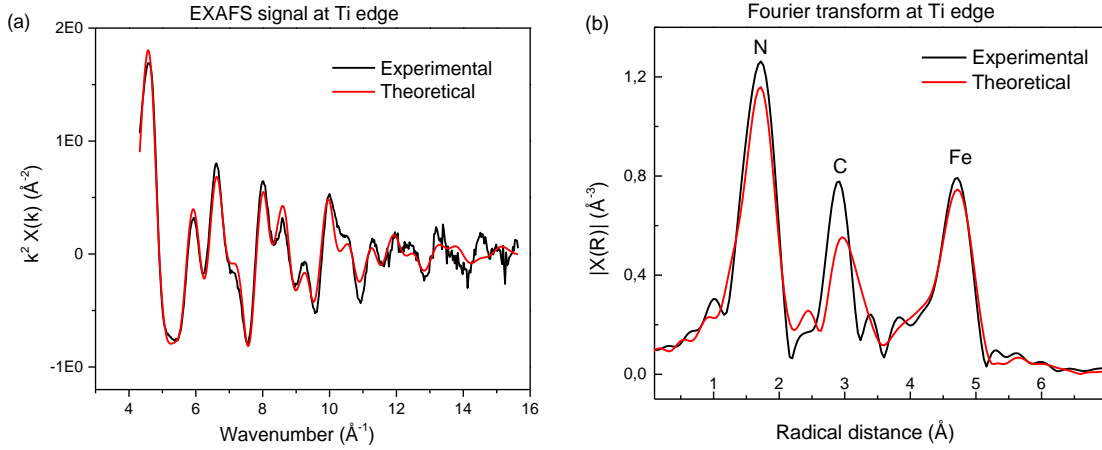 (a)
EXAFS signal at Ti edge
2E0
1E0
0
-1E0
k² X(k) (Å⁻²)
Experimental
Theoretical
4 6 8 10 12 14 16
Wavenumber (Å⁻¹)
(b)
Fourier transform at Ti edge
N
C
Fe
Experimental
Theoretical
1,2
0,8
0,4
0,0
|X(R)| (Å⁻³)
1 2 3 4 5 6
Radical distance (Å)